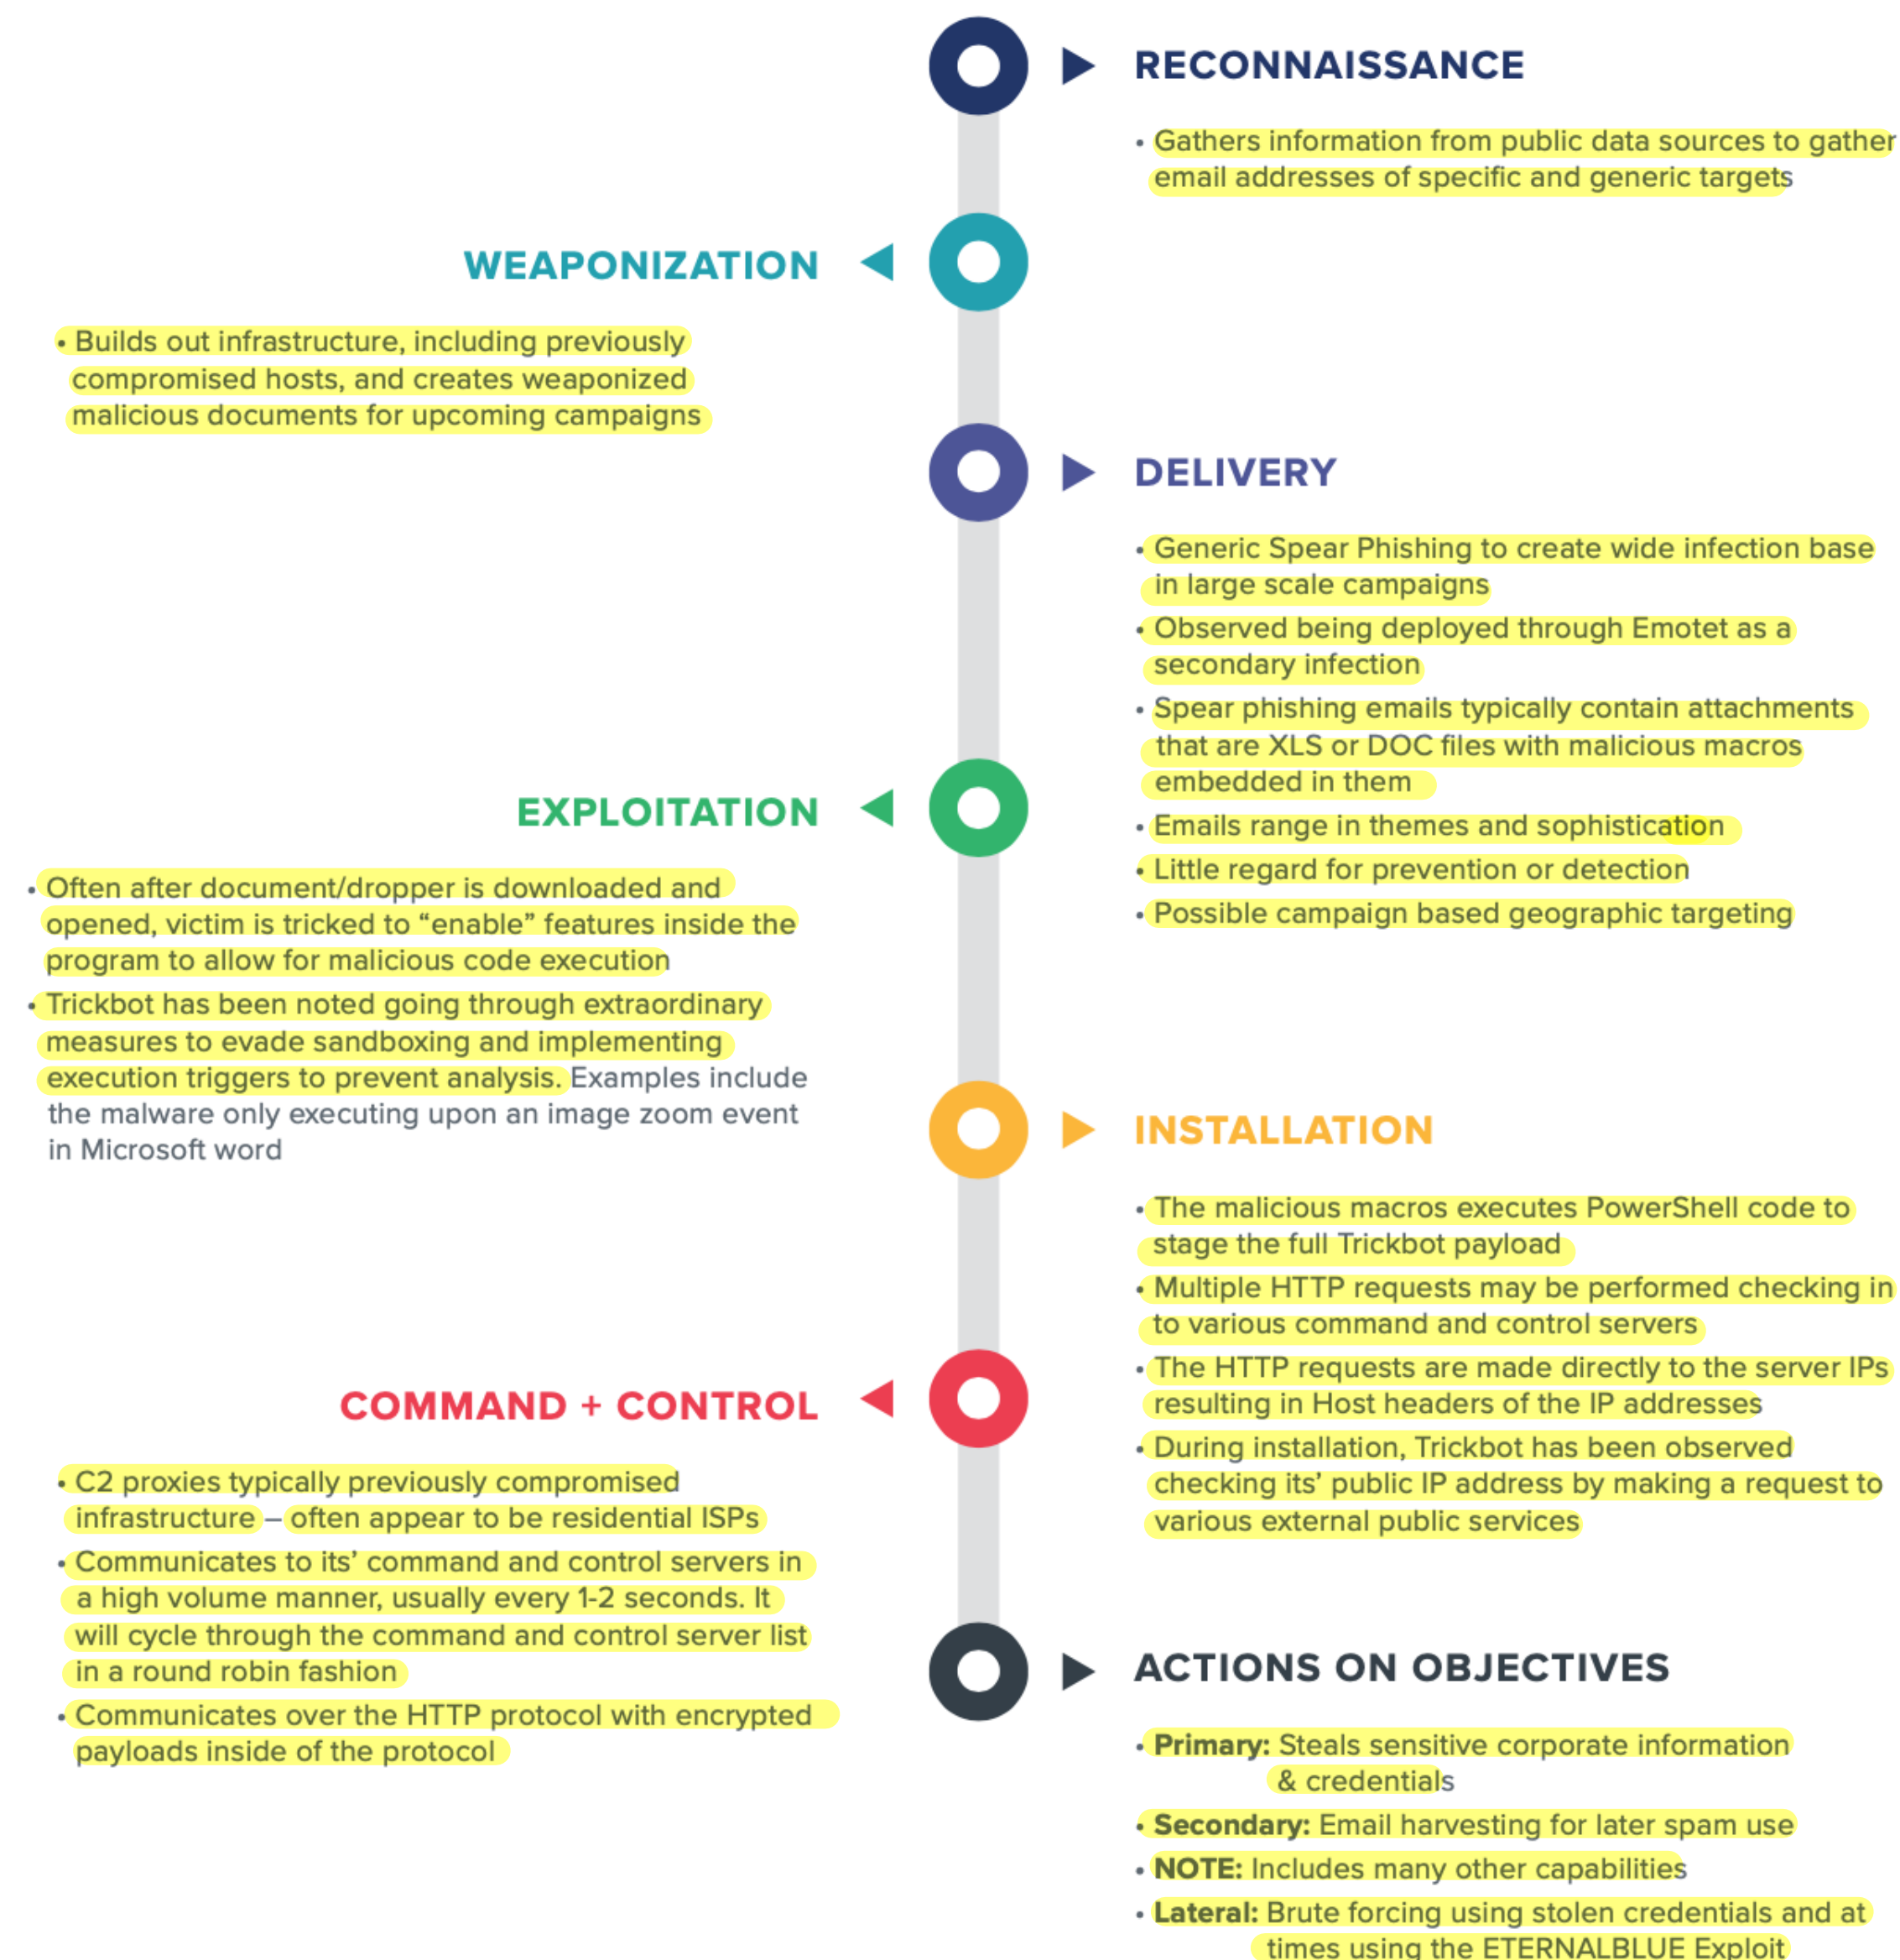 RECONNAISSANCE
• Gathers information from public data sources to gather
email addresses of specific and generic targets
WEAPONIZATION
• Builds out infrastructure, including previously
compromised hosts, and creates weaponized
malicious documents for upcoming campaigns
DELIVERY
• Generic Spear Phishing to create wide infection base
in large scale campaigns
• Observed being deployed through Emotet as a
secondary infection
• Spear phishing emails typically contain attachments
that are XLS or DOC files with malicious macros
embedded in them
• Emails range in themes and sophistication
• Little regard for prevention or detection
• Possible campaign based geographic targeting
EXPLOITATION
• Often after document/dropper is downloaded and
opened, victim is tricked to “enable” features inside the
program to allow for malicious code execution
• Trickbot has been noted going through extraordinary
measures to evade sandboxing and implementing
execution triggers to prevent analysis. Examples include
the malware only executing upon an image zoom event
in Microsoft word
INSTALLATION
• The malicious macros executes PowerShell code to
stage the full Trickbot payload
• Multiple HTTP requests may be performed checking in
to various command and control servers
• The HTTP requests are made directly to the server IPs
resulting in Host headers of the IP addresses
• During installation, Trickbot has been observed
checking its’ public IP address by making a request to
various external public services
COMMAND + CONTROL
• C2 proxies typically previously compromised
infrastructure – often appear to be residential ISPs
• Communicates to its’ command and control servers in
a high volume manner, usually every 1-2 seconds. It
will cycle through the command and control server list
in a round robin fashion
• Communicates over the HTTP protocol with encrypted
payloads inside of the protocol
ACTIONS ON OBJECTIVES
• Primary: Steals sensitive corporate information
& credentials
• Secondary: Email harvesting for later spam use
• NOTE: Includes many other capabilities
• Lateral: Brute forcing using stolen credentials and at
times using the ETERNALBLUE Exploit